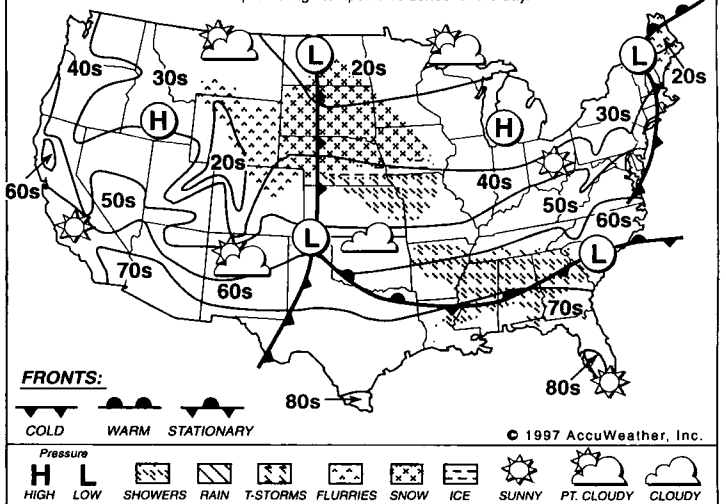 40s
30s
L
20s
L
20s
H
H
30s
20s
40s
60s
50s
50s
60s
L
L
70s
60s
70s
FRONTS:
80s
80s
COLD WARM STATIONARY
© 1997 AccuWeather, Inc.
Pressure
H L
HIGH LOW SHOWERS RAIN T-STORMS FLURRIES SNOW ICE SUNNY PT. CLOUDY CLOUDY